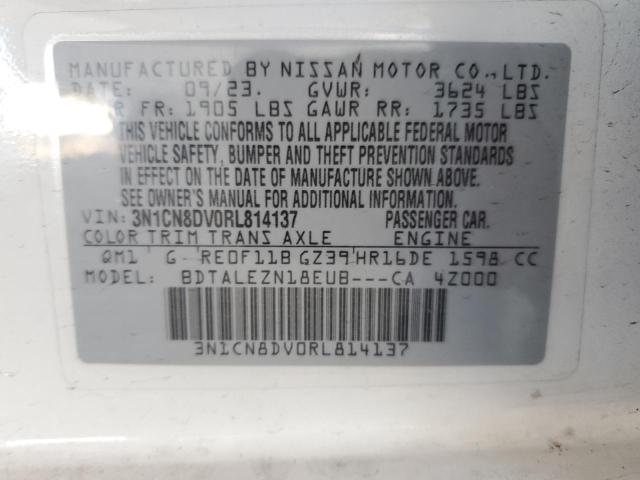 MANUFACTURED BY NISSAN MOTOR CO.,LTD.
DATE: 09/23. GVWR: 3624 LBS
FR: 1905 LBS GAWR RR: 1735 LBS
THIS VEHICLE CONFORMS TO ALL APPLICABLE FEDERAL MOTOR
VEHICLE SAFETY, BUMPER AND THEFT PREVENTION STANDARDS
IN EFFECT ON THE DATE OF MANUFACTURE SHOWN ABOVE.
SEE OWNER'S MANUAL FOR ADDITIONAL INFORMATION.
VIN: 3N1CN8DV0RL814137 PASSENGER CAR.
COLOR TRIM TRANS AXLE ENGINE
QM1 G RE0F11B GZ39 HR16DE 1598 CC
MODEL: BDTALEZN18EUB---CA 4Z000
3N1CN8DV0RL814137